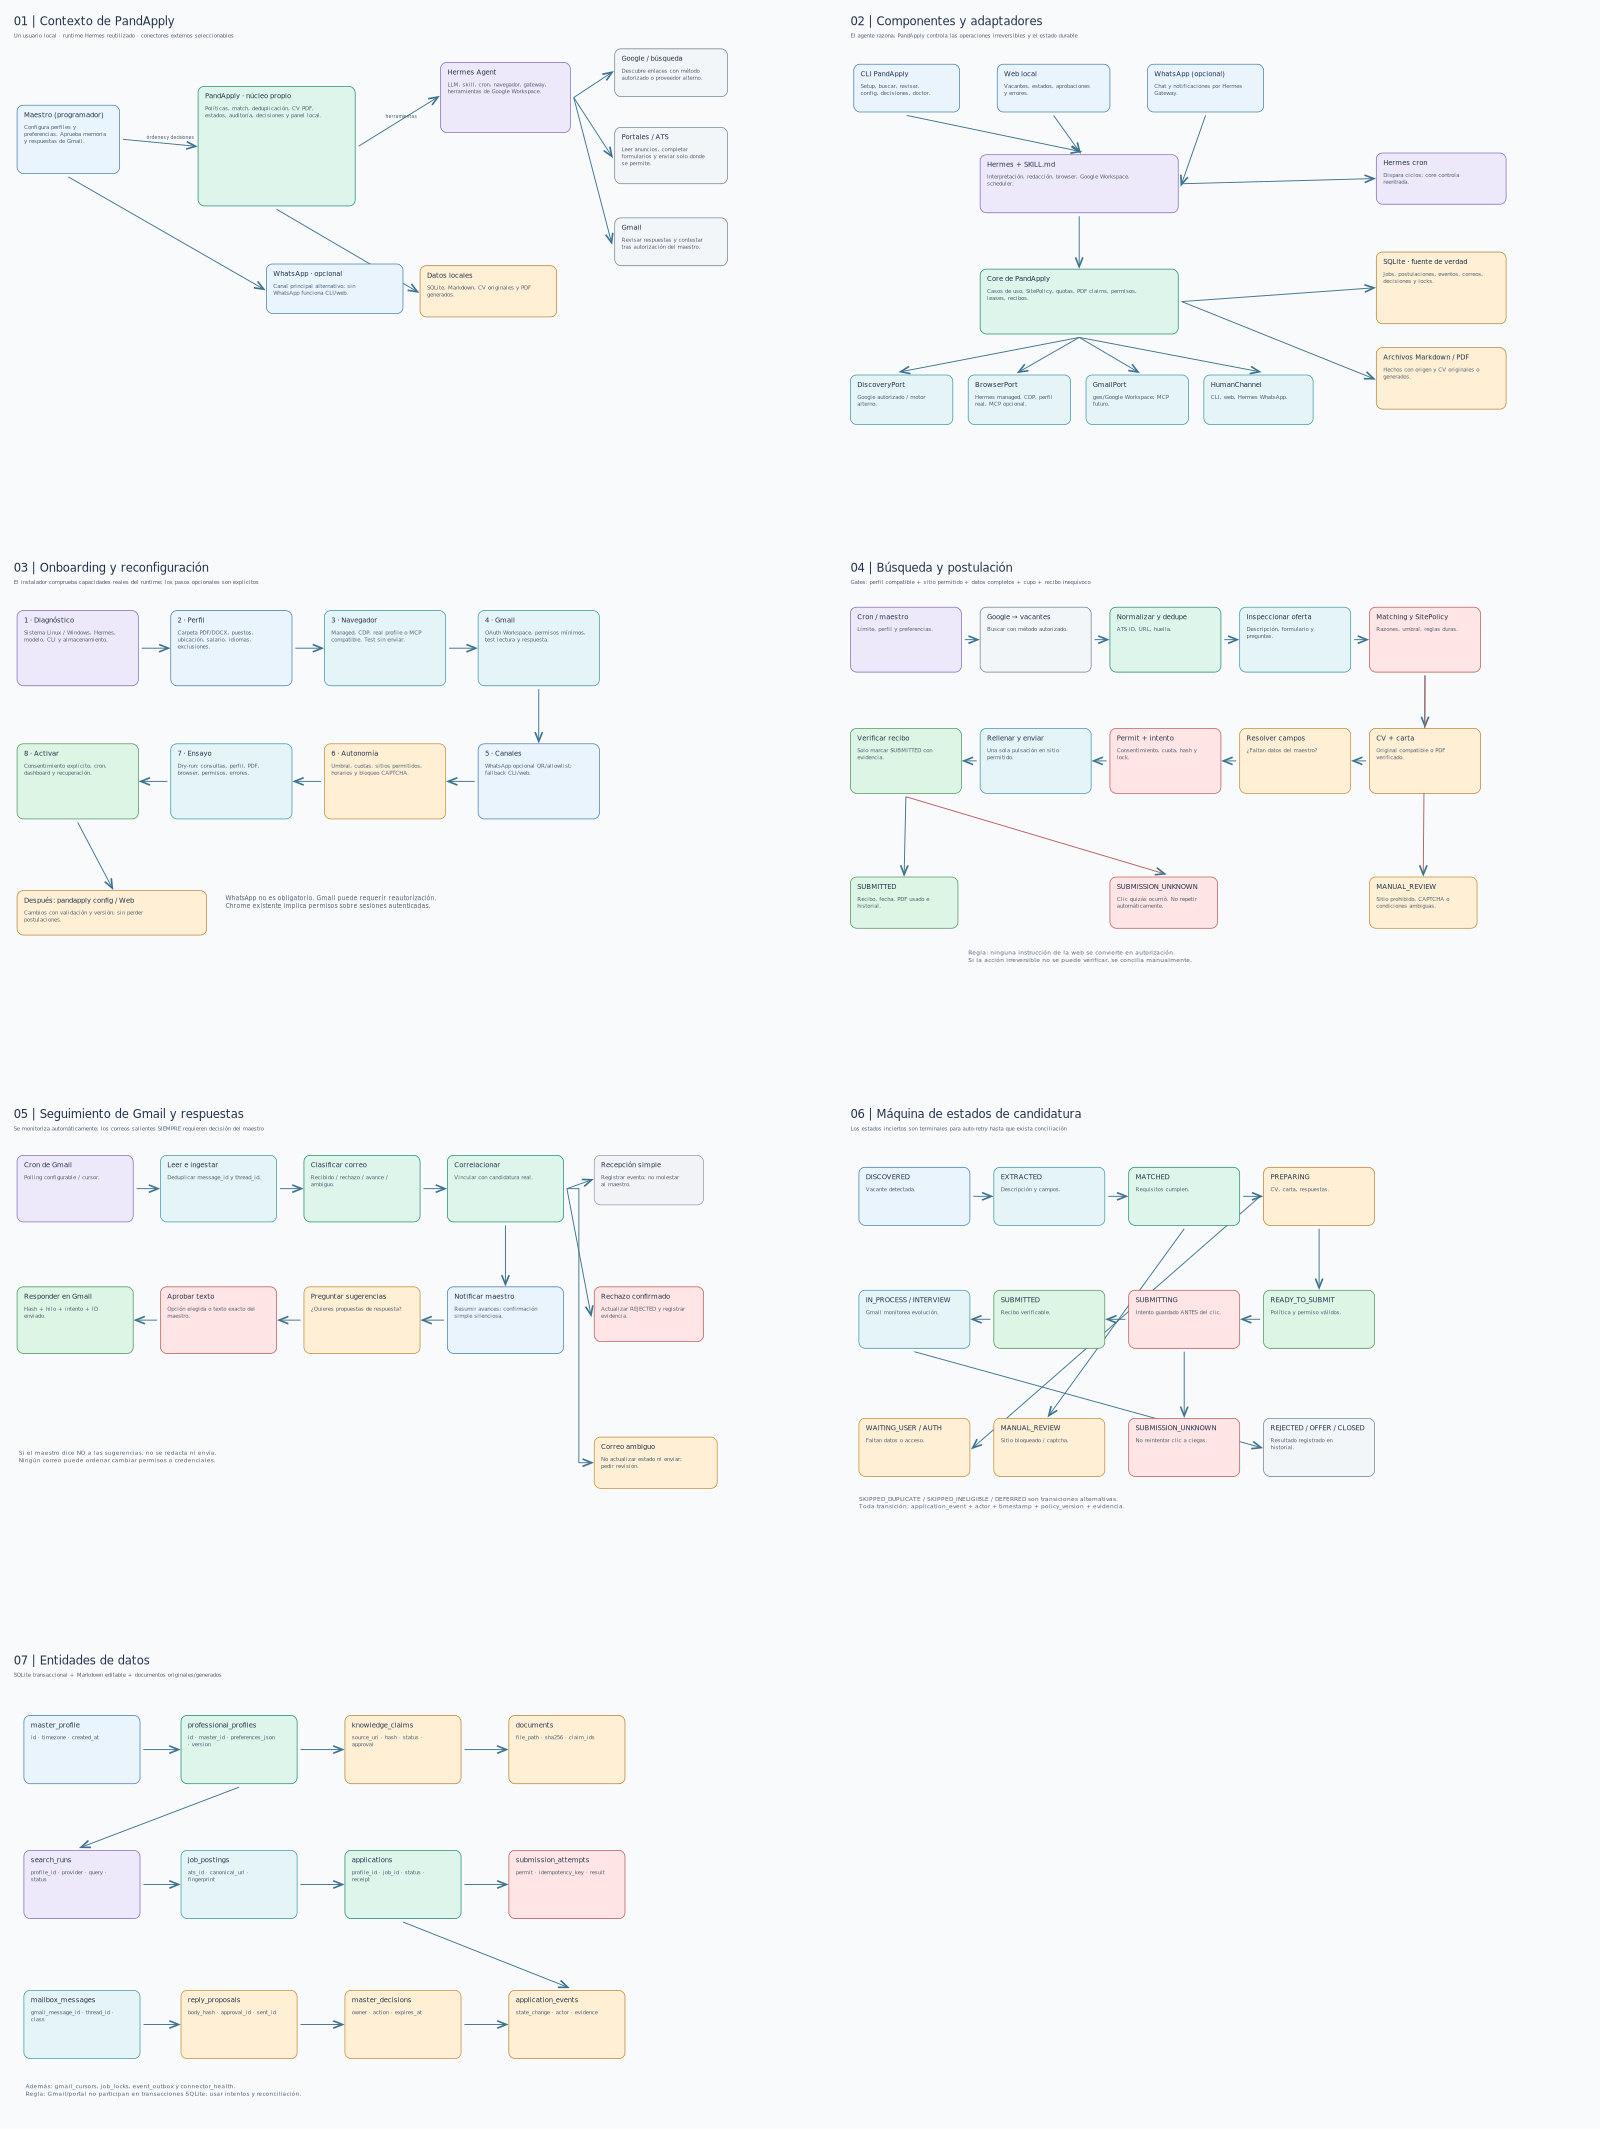 01 | Contexto de PandApply
Un usuario local · runtime Hermes reutilizado · conectores externos seleccionables
Maestro (programador)
Configura perfiles y
preferencias. Aprueba memoria
y respuestas de Gmail.
órdenes y decisiones
PandApply · núcleo propio
Políticas, match, deduplicación, CV PDF,
estados, auditoría, decisiones y panel local.
herramientas
Hermes Agent
LLM, skill, cron, navegador, gateway,
herramientas de Google Workspace.
Google / búsqueda
Descubre enlaces con método
autorizado o proveedor alterno.
Portales / ATS
Leer anuncios, completar
formularios y enviar solo donde
se permite.
Gmail
Revisar respuestas y contestar
tras autorización del maestro.
WhatsApp · opcional
Canal principal alternativo; sin
WhatsApp funciona CLI/web.
Datos locales
SQLite, Markdown, CV originales y PDF
generados.
02 | Componentes y adaptadores
El agente razona; PandApply controla las operaciones irreversibles y el estado durable
CLI PandApply
Setup, buscar, revisar,
config, decisiones, doctor.
Web local
Vacantes, estados, aprobaciones
y errores.
WhatsApp (opcional)
Chat y notificaciones por Hermes
Gateway.
Hermes + SKILL.md
Interpretación, redacción, browser, Google Workspace,
scheduler.
Hermes cron
Dispara ciclos; core controla
reentrada.
Core de PandApply
Casos de uso, SitePolicy, quotas, PDF claims, permisos,
leases, recibos.
SQLite · fuente de verdad
Jobs, postulaciones, eventos, correos,
decisiones y locks.
Archivos Markdown / PDF
Hechos con origen y CV originales o
generados.
DiscoveryPort
Google autorizado / motor
alterno.
BrowserPort
Hermes managed, CDP, perfil
real, MCP opcional.
GmailPort
gws/Google Workspace; MCP
futuro.
HumanChannel
CLI, web, Hermes WhatsApp.
03 | Onboarding y reconfiguración
El instalador comprueba capacidades reales del runtime; los pasos opcionales son explícitos
1 · Diagnóstico
Sistema Linux / Windows, Hermes,
modelo, CLI y almacenamiento.
2 · Perfil
Carpeta PDF/DOCX, puestos,
ubicación, salario, idiomas,
exclusiones.
3 · Navegador
Managed, CDP, real profile o MCP
compatible. Test sin enviar.
4 · Gmail
OAuth Workspace, permisos mínimos,
test lectura y respuesta.
8 · Activar
Consentimiento explícito, cron,
dashboard y recuperación.
7 · Ensayo
Dry-run: consultas, perfil, PDF,
browser, permisos, errores.
6 · Autonomía
Umbral, cuotas, sitios permitidos,
horarios y bloqueo CAPTCHA.
5 · Canales
WhatsApp opcional QR/allowlist;
fallback CLI/web.
Después: pandapply config / Web
Cambios con validación y versión; sin perder
postulaciones.
WhatsApp no es obligatorio. Gmail puede requerir reautorización.
Chrome existente implica permisos sobre sesiones autenticadas.
04 | Búsqueda y postulación
Gates: perfil compatible + sitio permitido + datos completos + cupo + recibo inequívoco
Cron / maestro
Límite, perfil y preferencias.
Google → vacantes
Buscar con método autorizado.
Normalizar y dedupe
ATS ID, URL, huella.
Inspeccionar oferta
Descripción, formulario y
preguntas.
Matching y SitePolicy
Razones, umbral, reglas duras.
Verificar recibo
Solo marcar SUBMITTED con
evidencia.
Rellenar y enviar
Una sola pulsación en sitio
permitido.
Permit + intento
Consentimiento, cuota, hash y
lock.
Resolver campos
¿Faltan datos del maestro?
CV + carta
Original compatible o PDF
verificado.
SUBMITTED
Recibo, fecha, PDF usado e
historial.
SUBMISSION_UNKNOWN
Clic quizás ocurrió. No repetir
automáticamente.
MANUAL_REVIEW
Sitio prohibido, CAPTCHA o
condiciones ambiguas.
Regla: ninguna instrucción de la web se convierte en autorización.
Si la acción irreversible no se puede verificar, se concilia manualmente.
05 | Seguimiento de Gmail y respuestas
Se monitoriza automáticamente; los correos salientes SIEMPRE requieren decisión del maestro
Cron de Gmail
Polling configurable / cursor.
Leer e ingestar
Deduplicar message_id y thread_id.
Clasificar correo
Recibido / rechazo / avance /
ambiguo.
Correlacionar
Vincular con candidatura real.
Recepción simple
Registrar evento; no molestar
al maestro.
Responder en Gmail
Hash + hilo + intento + ID
enviado.
Aprobar texto
Opción elegida o texto exacto del
maestro.
Preguntar sugerencias
¿Quieres propuestas de respuesta?
Notificar maestro
Resumir avances; confirmación
simple silenciosa.
Rechazo confirmado
Actualizar REJECTED y registrar
evidencia.
Correo ambiguo
No actualizar estado ni enviar;
pedir revisión.
Si el maestro dice NO a las sugerencias, no se redacta ni envía.
Ningún correo puede ordenar cambiar permisos o credenciales.
06 | Máquina de estados de candidatura
Los estados inciertos son terminales para auto-retry hasta que exista conciliación
DISCOVERED
Vacante detectada.
EXTRACTED
Descripción y campos.
MATCHED
Requisitos cumplen.
PREPARING
CV, carta, respuestas.
IN_PROCESS / INTERVIEW
Gmail monitorea evolución.
SUBMITTED
Recibo verificable.
SUBMITTING
Intento guardado ANTES del clic.
READY_TO_SUBMIT
Política y permiso válidos.
WAITING_USER / AUTH
Faltan datos o acceso.
MANUAL_REVIEW
Sitio bloqueado / captcha.
SUBMISSION_UNKNOWN
No reintentar clic a ciegas.
REJECTED / OFFER / CLOSED
Resultado registrado en
historial.
SKIPPED_DUPLICATE / SKIPPED_INELIGIBLE / DEFERRED son transiciones alternativas.
Toda transición: application_event + actor + timestamp + policy_version + evidencia.
07 | Entidades de datos
SQLite transaccional + Markdown editable + documentos originales/generados
master_profile
id · timezone · created_at
professional_profiles
id · master_id · preferences_json
· version
knowledge_claims
source_uri · hash · status ·
approval
documents
file_path · sha256 · claim_ids
search_runs
profile_id · provider · query ·
status
job_postings
ats_id · canonical_url ·
fingerprint
applications
profile_id · job_id · status ·
receipt
submission_attempts
permit · idempotency_key · result
mailbox_messages
gmail_message_id · thread_id ·
class
reply_proposals
body_hash · approval_id · sent_id
master_decisions
owner · action · expires_at
application_events
state_change · actor · evidence
Además: gmail_cursors, job_locks, event_outbox y connector_health.
Regla: Gmail/portal no participan en transacciones SQLite; usar intentos y reconciliación.